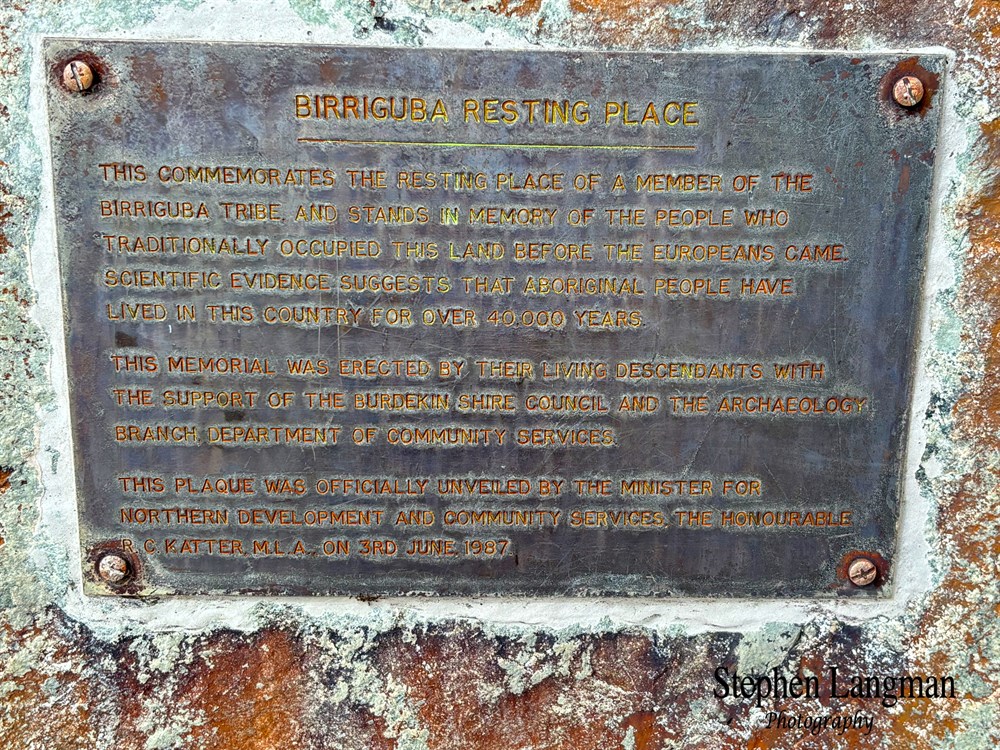 BIRRIGUBA RESTING PLACE
THIS COMMEMORATES THE RESTING PLACE OF A MEMBER OF THE
BIRRIGUBA TRIBE, AND STANDS IN MEMORY OF THE PEOPLE WHO
TRADITIONALLY OCCUPIED THIS LAND BEFORE THE EUROPEANS CAME.
SCIENTIFIC EVIDENCE SUGGESTS THAT ABORIGINAL PEOPLE HAVE
LIVED IN THIS COUNTRY FOR OVER 40,000 YEARS.
THIS MEMORIAL WAS ERECTED BY THEIR LIVING DESCENDANTS WITH
THE SUPPORT OF THE BURDEKIN SHIRE COUNCIL AND THE ARCHAEOLOGY
BRANCH, DEPARTMENT OF COMMUNITY SERVICES.
THIS PLAQUE WAS OFFICIALLY UNVEILED BY THE MINISTER FOR
NORTHERN DEVELOPMENT AND COMMUNITY SERVICES, THE HONOURABLE
R. C. KATTER, M.L.A., ON 3RD JUNE, 1987.
Stephen Langman
Photography